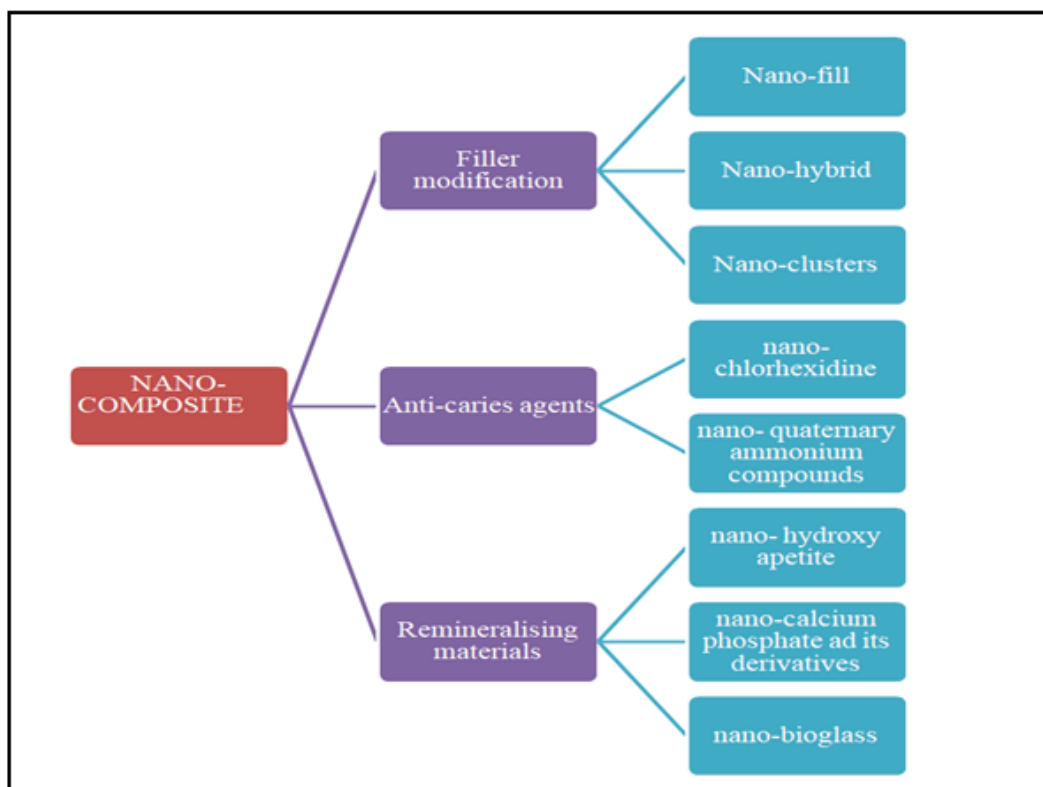 Nano-fill
Filler
modification
Nano-hybrid
Nano-clusters
nano-
chlorhexidine
NANO-
COMPOSITE
Anti-caries agents
nano- quaternary
ammonium
compounds
nano- hydroxy
apetite
Remineralising
materials
nano-calcium
phosphate ad its
derivatives
nano-bioglass